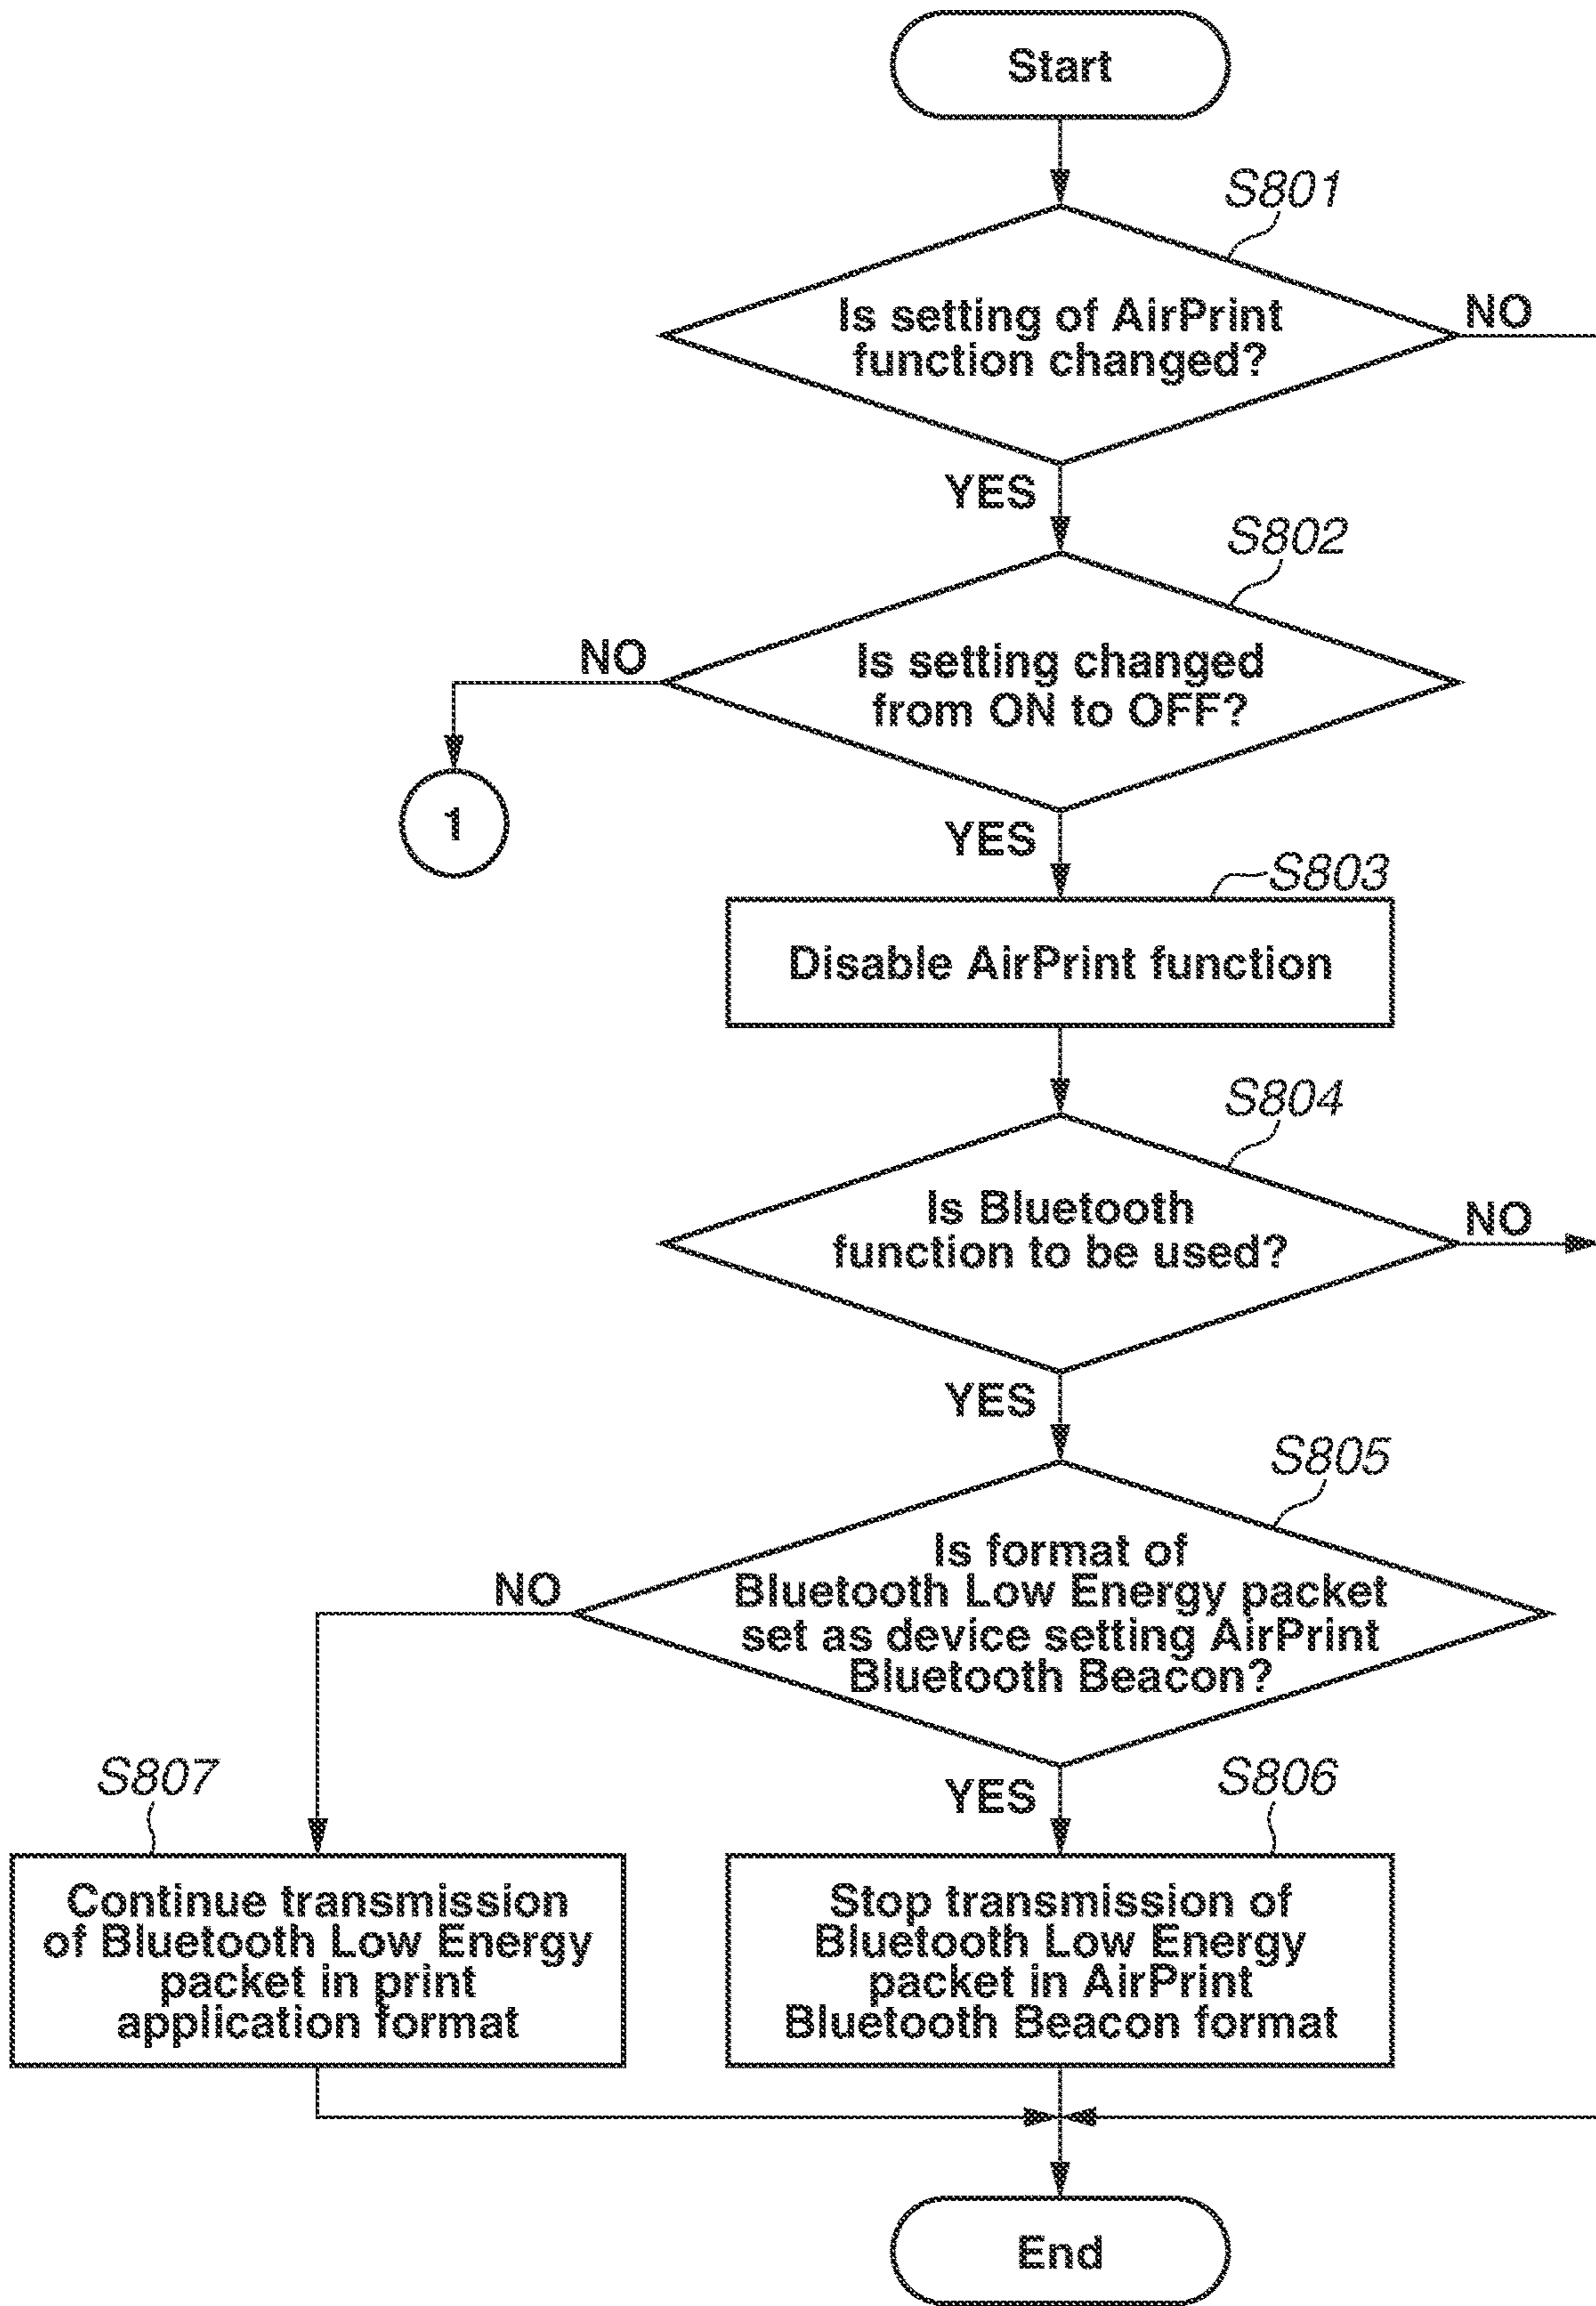 Start
S801
Is setting of AirPrint
function changed?
NO
YES
S802
Is setting changed
from ON to OFF?
NO
1
YES
S803
Disable AirPrint function
S804
Is Bluetooth
function to be used?
NO
YES
S805
Is format of
Bluetooth Low Energy packet
set as device setting AirPrint
Bluetooth Beacon?
NO
YES
S807
Continue transmission
of Bluetooth Low Energy
packet in print
application format
S806
Stop transmission of
Bluetooth Low Energy
packet in AirPrint
Bluetooth Beacon format
End